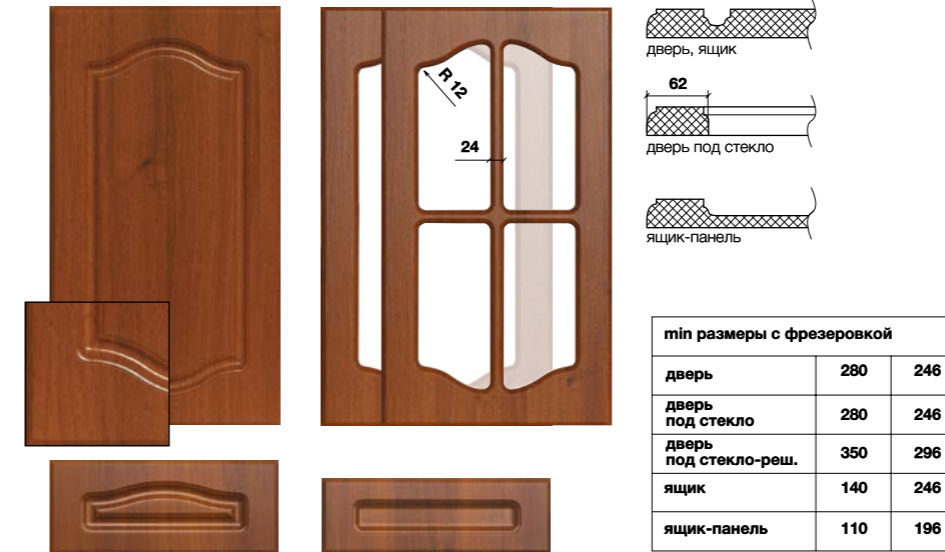 R 12
24
дверь, ящик
62
дверь под стекло
ящик-панель
min размеры с фрезеровкой
дверь 280 246
дверь
под стекло 280 246
дверь
под стекло-реш. 350 296
ящик 140 246
ящик-панель 110 196